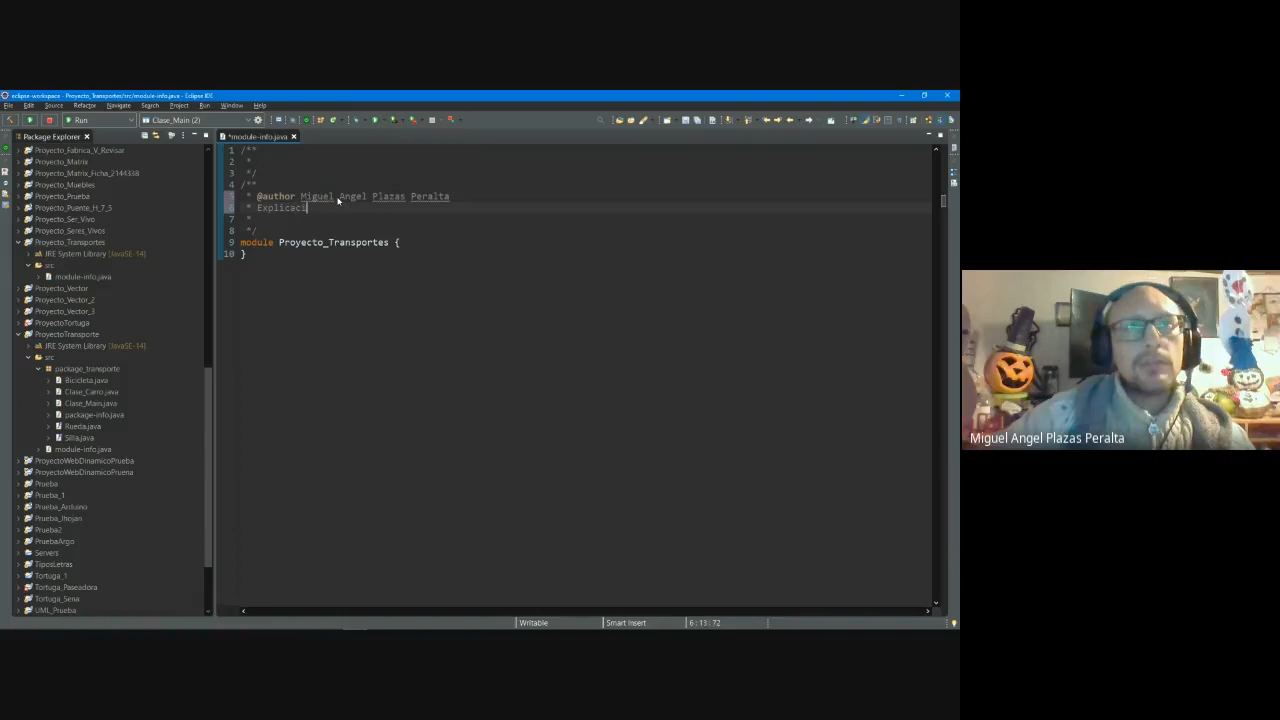 eclipse-workspace - Proyecto_Transportes/src/module-info.java - Eclipse IDE
File Edit Source Refactor Navigate Search Project Run Window Help
Run Clase_Main (2)
Package Explorer
*module-info.java
Proyecto_Fabrica_V_Revisar
Proyecto_Matrix
Proyecto_Matrix_Ficha_2144338
Proyecto_Muebles
Proyecto_Prueba
Proyecto_Puente_H_7_5
Proyecto_Ser_Vivo
Proyecto_Seres_Vivos
Proyecto_Transportes
JRE System Library [JavaSE-14]
src
module-info.java
Proyecto_Vector
Proyecto_Vector_2
Proyecto_Vector_3
ProyectoTortuga
ProyectoTransporte
JRE System Library [JavaSE-14]
src
package_transporte
Bicicleta.java
Clase_Carro.java
Clase_Main.java
package-info.java
Rueda.java
Silla.java
module-info.java
ProyectoWebDinamicoPrueba
ProyectoWebDinamicoPruena
Prueba
Prueba_1
Prueba_Arduino
Prueba_Jhojan
Prueba2
PruebaArgo
Servers
TiposLetras
Tortuga_1
Tortuga_Paseadora
Tortuga_Sena
UML_Prueba
1 /**
2 *
3 */
4 /**
5 * @author Miguel Angel Plazas Peralta
6 * Explicaci
7 *
8 */
9 module Proyecto_Transportes {
10 }
Writable Smart Insert 6 : 13 : 72
Miguel Angel Plazas Peralta